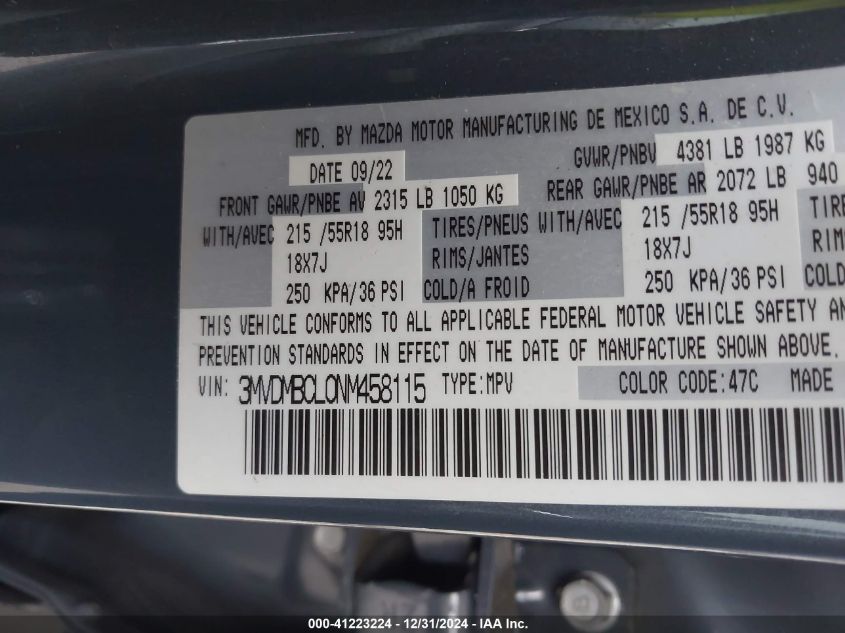 MFD. BY MAZDA MOTOR MANUFACTURING DE MEXICO S.A. DE C.V.
DATE 09/22 GVWR/PNBV 4381 LB 1987 KG
FRONT GAWR/PNBE AV 2315 LB 1050 KG REAR GAWR/PNBE AR 2072 LB 940
WITH/AVEC 215 /55R18 95H TIRES/PNEUS WITH/AVEC 215 /55R18 95H TIRE
18X7J RIMS/JANTES 18X7J RIM
250 KPA/36 PSI COLD/A FROID 250 KPA/36 PSI COLD
THIS VEHICLE CONFORMS TO ALL APPLICABLE FEDERAL MOTOR VEHICLE SAFETY AN
PREVENTION STANDARDS IN EFFECT ON THE DATE OF MANUFACTURE SHOWN ABOVE.
VIN: 3MVDMBCL0NM458115 TYPE:MPV COLOR CODE:47C MADE
000-41223224 - 12/31/2024 - IAA Inc.